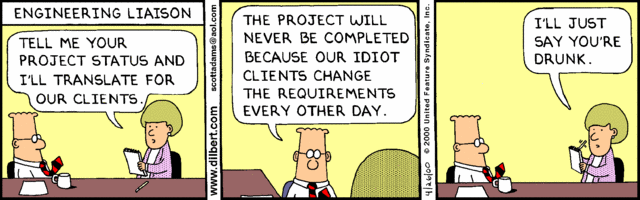 ENGINEERING LIAISON
TELL ME YOUR
PROJECT STATUS AND
I'LL TRANSLATE FOR
OUR CLIENTS.
www.dilbert.com
scottadams@aol.com
THE PROJECT WILL
NEVER BE COMPLETED
BECAUSE OUR IDIOT
CLIENTS CHANGE
THE REQUIREMENTS
EVERY OTHER DAY.
4/26/00 © 2000 United Feature Syndicate, Inc.
I'LL JUST
SAY YOU'RE
DRUNK.